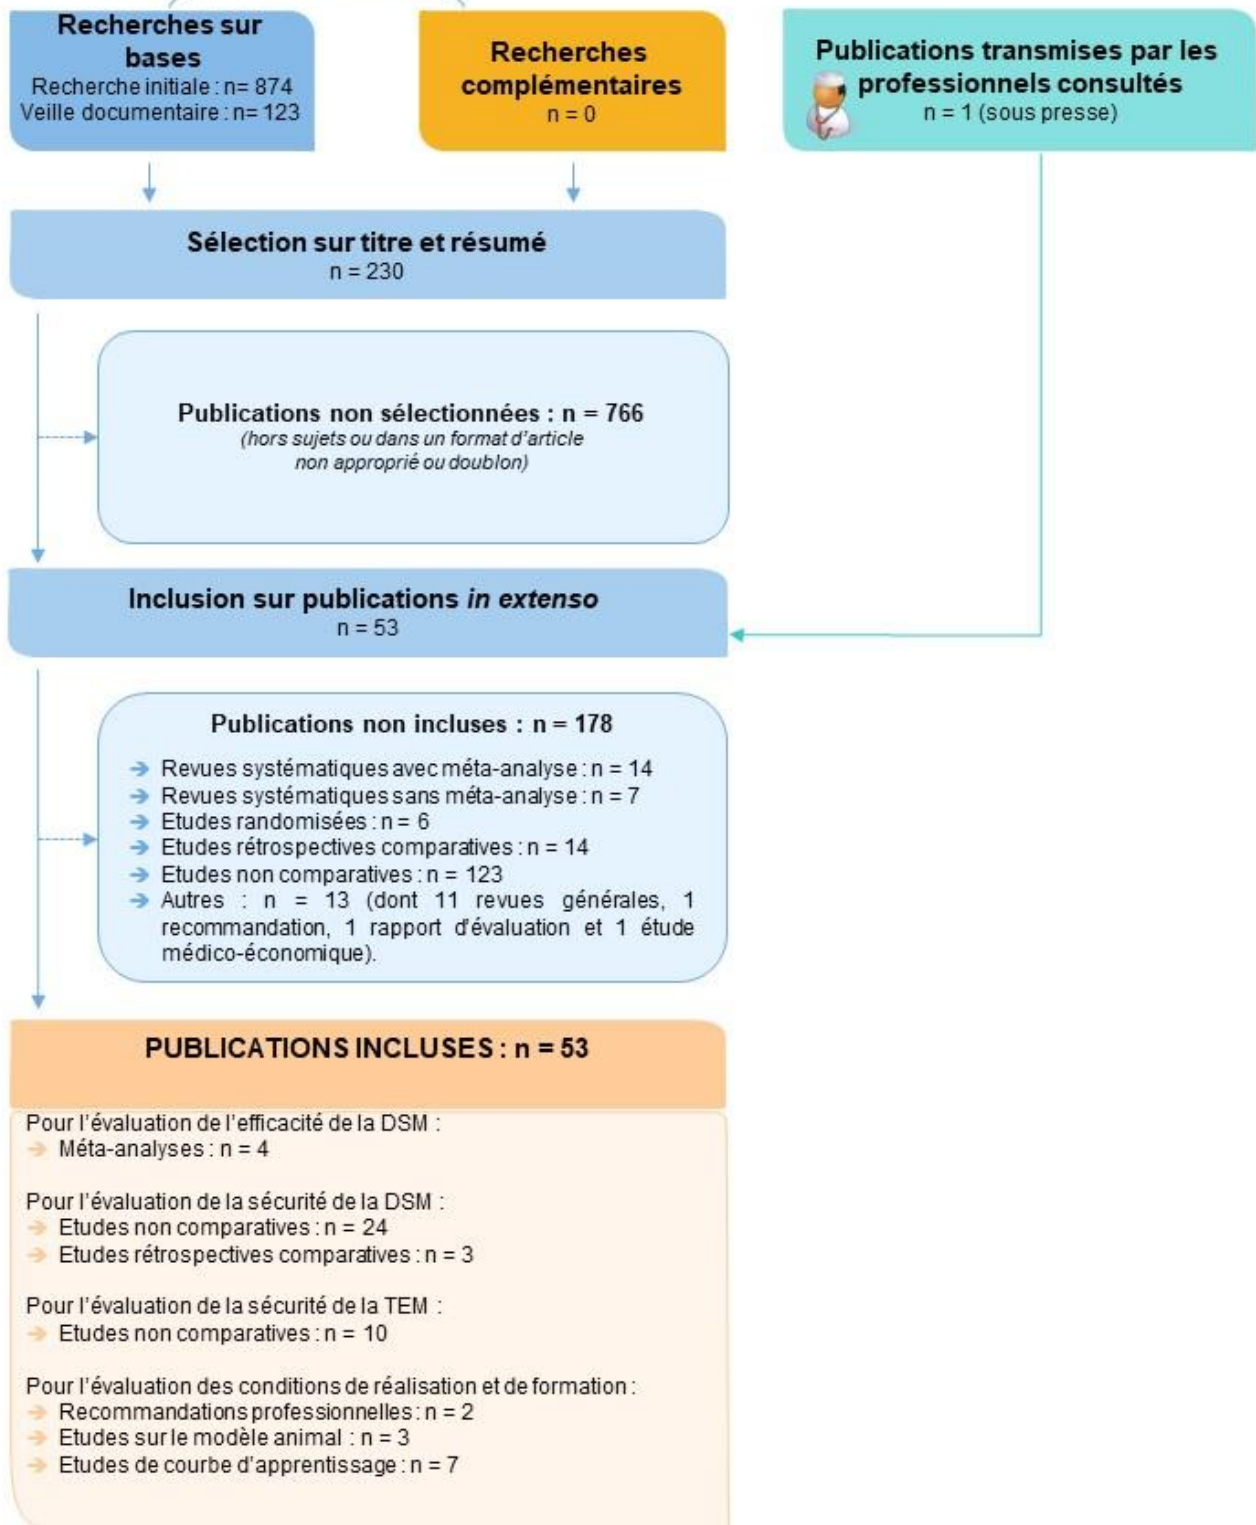 Recherches sur
bases
Recherche initiale : n= 874
Veille documentaire : n= 123
Recherches
complémentaires
n = 0
Publications transmises par les
professionnels consultés
n = 1 (sous presse)
Sélection sur titre et résumé
n = 230
Publications non sélectionnées : n = 766
(hors sujets ou dans un format d'article
non approprié ou doublon)
Inclusion sur publications in extenso
n = 53
Publications non incluses : n = 178
➔ Revues systématiques avec méta-analyse : n = 14
➔ Revues systématiques sans méta-analyse : n = 7
➔ Etudes randomisées : n = 6
➔ Etudes rétrospectives comparatives : n = 14
➔ Etudes non comparatives : n = 123
➔ Autres : n = 13 (dont 11 revues générales, 1
recommandation, 1 rapport d'évaluation et 1 étude
médico-économique).
PUBLICATIONS INCLUSES : n = 53
Pour l'évaluation de l'efficacité de la DSM :
➔ Méta-analyses : n = 4
Pour l'évaluation de la sécurité de la DSM :
➔ Etudes non comparatives : n = 24
➔ Etudes rétrospectives comparatives : n = 3
Pour l'évaluation de la sécurité de la TEM :
➔ Etudes non comparatives : n = 10
Pour l'évaluation des conditions de réalisation et de formation :
➔ Recommandations professionnelles : n = 2
➔ Etudes sur le modèle animal : n = 3
➔ Etudes de courbe d'apprentissage : n = 7